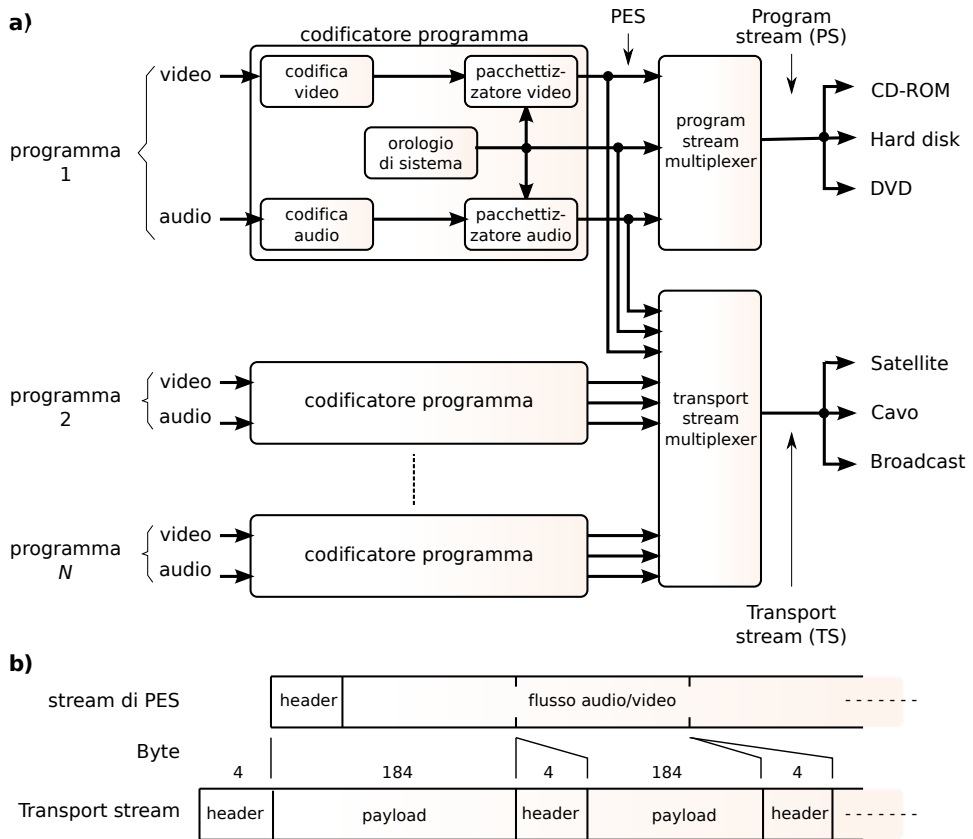 a)
codificatore programma
PES
Program
stream (PS)
programma
1
video
audio
codifica
video
pacchettiz-
zatore video
orologio
di sistema
codifica
audio
pacchettiz-
zatore audio
program
stream
multiplexer
CD-ROM
Hard disk
DVD
programma
2
video
audio
codificatore programma
transport
stream
multiplexer
Satellite
Cavo
Broadcast
programma
N
video
audio
codificatore programma
Transport
stream (TS)
b)
stream di PES
header
flusso audio/video
Byte
4
184
4
184
4
Transport stream
header
payload
header
payload
header